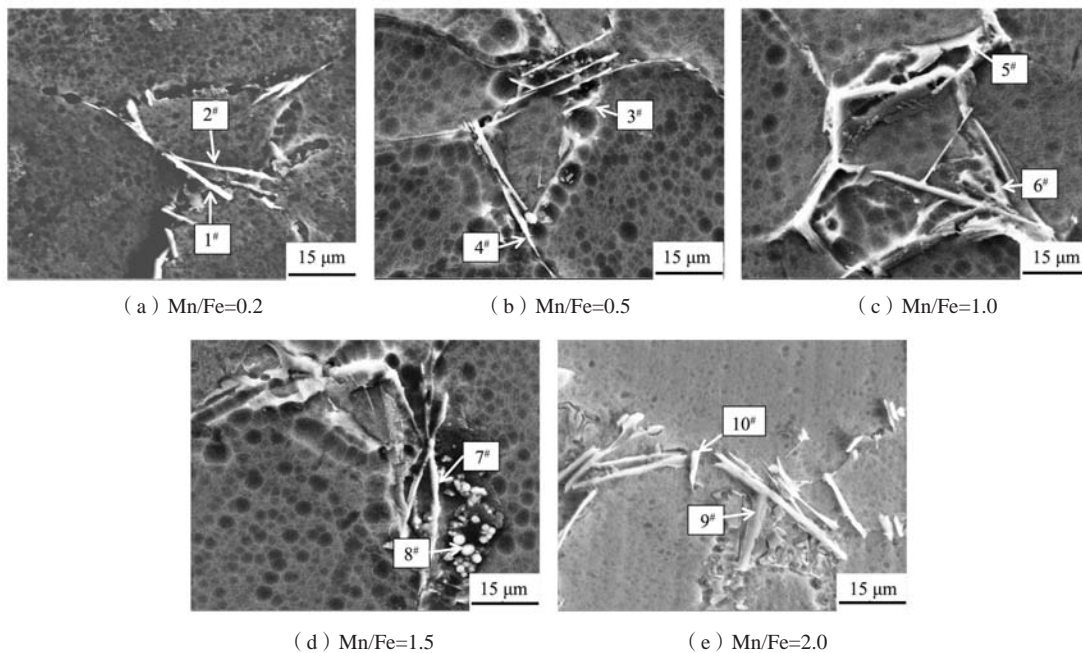 2#
1#
15 μm
3#
4#
15 μm
5#
6#
15 μm
（a）Mn/Fe=0.2
（b）Mn/Fe=0.5
（c）Mn/Fe=1.0
7#
8#
15 μm
10#
9#
15 μm
（d）Mn/Fe=1.5
（e）Mn/Fe=2.0